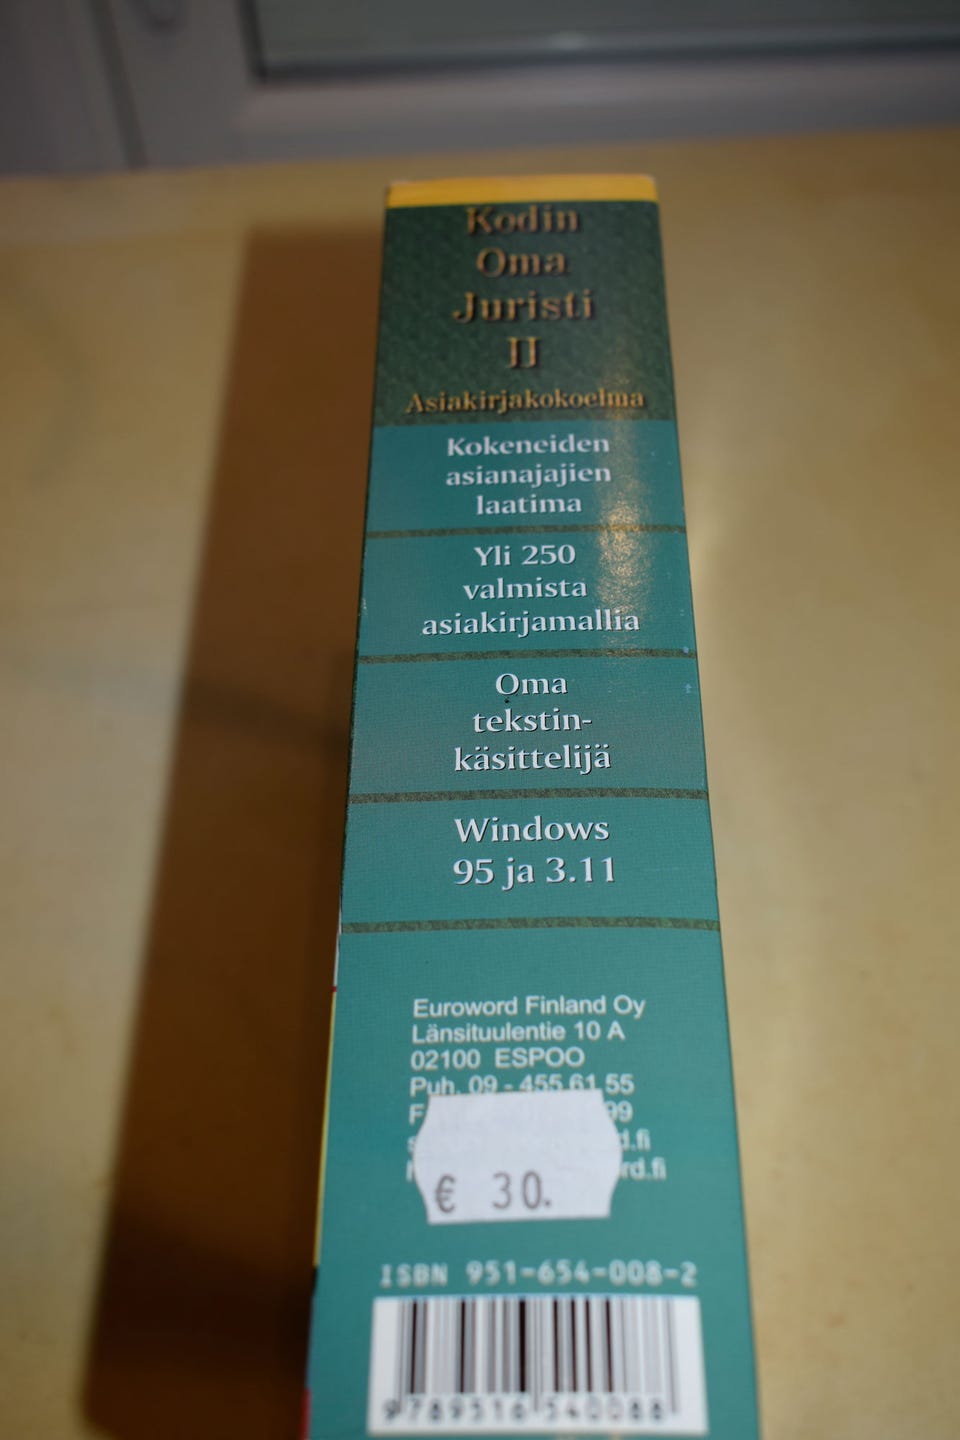 Kodin
Oma
Juristi
II
Asiakirjakokoelma
Kokeneiden
asianajajien
laatima
Yli 250
valmista
asiakirjamallia
Oma
tekstin-
käsittelijä
Windows
95 ja 3.11
Euroword Finland Oy
Länsituulentie 10 A
02100 ESPOO
Puh. 09 - 455 61 55
€ 30.
ISBN 951-654-008-2
9789516540088